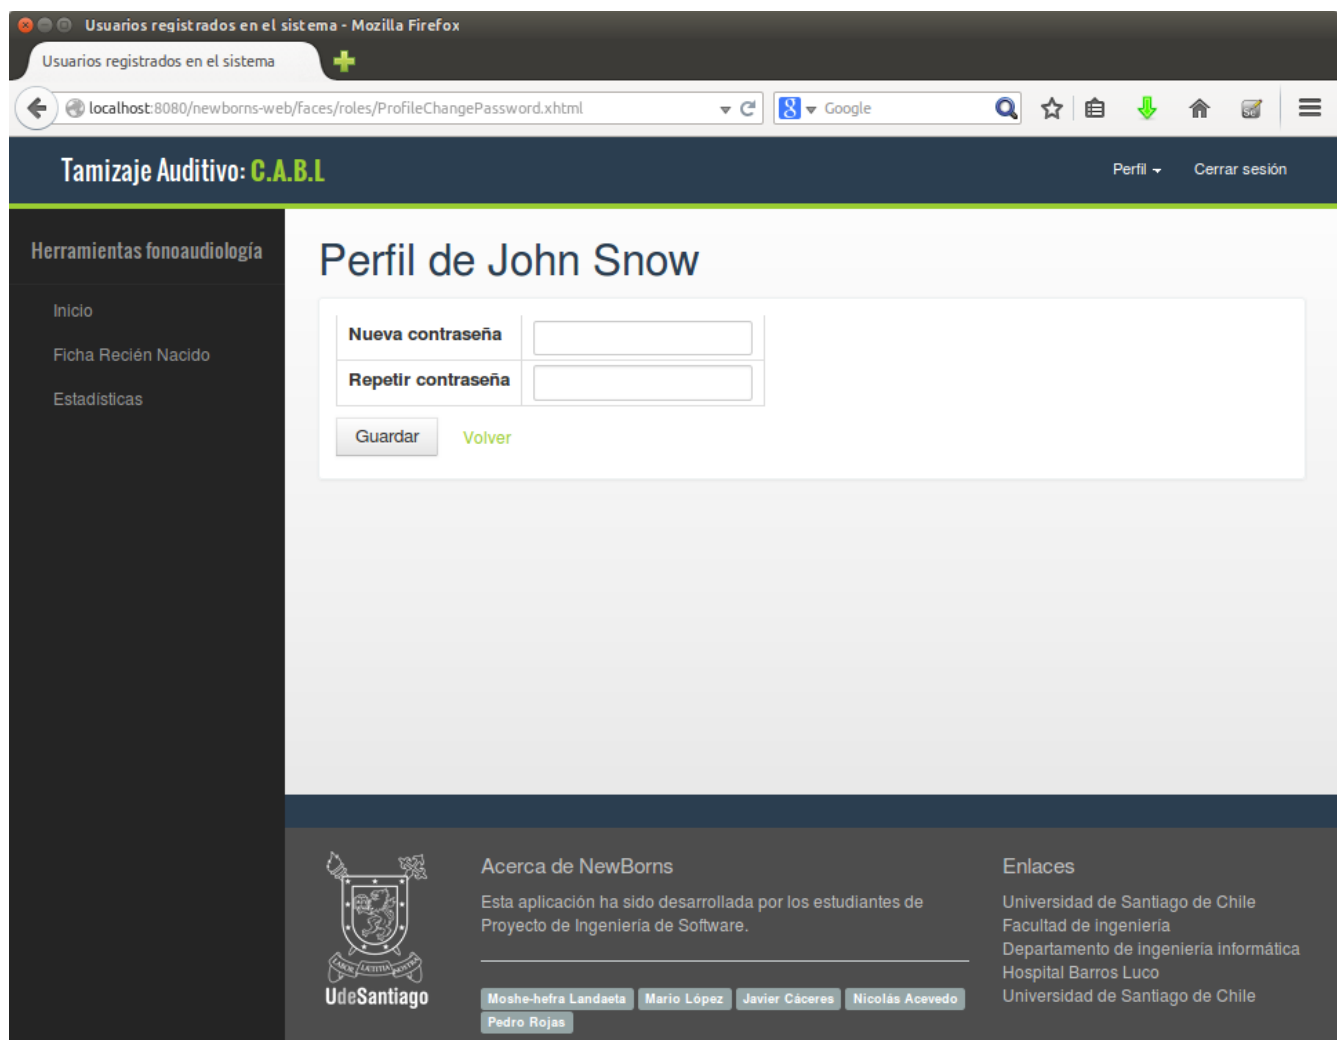 Usuarios registrados en el sistema - Mozilla Firefox
Usuarios registrados en el sistema
localhost:8080/newborns-web/faces/roles/ProfileChangePassword.xhtml
Google
Tamizaje Auditivo: C.A.B.L
Perfil
Cerrar sesión
Herramientas fonoaudiología
Inicio
Ficha Recién Nacido
Estadísticas
Perfil de John Snow
Nueva contraseña
Repetir contraseña
Guardar
Volver
LABOR LÆTITIA NOSTRA
UdeSantiago
Acerca de NewBorns
Esta aplicación ha sido desarrollada por los estudiantes de
Proyecto de Ingeniería de Software.
Moshe-hefra Landaeta
Mario López
Javier Cáceres
Nicolás Acevedo
Pedro Rojas
Enlaces
Universidad de Santiago de Chile
Facultad de ingeniería
Departamento de ingeniería informática
Hospital Barros Luco
Universidad de Santiago de Chile